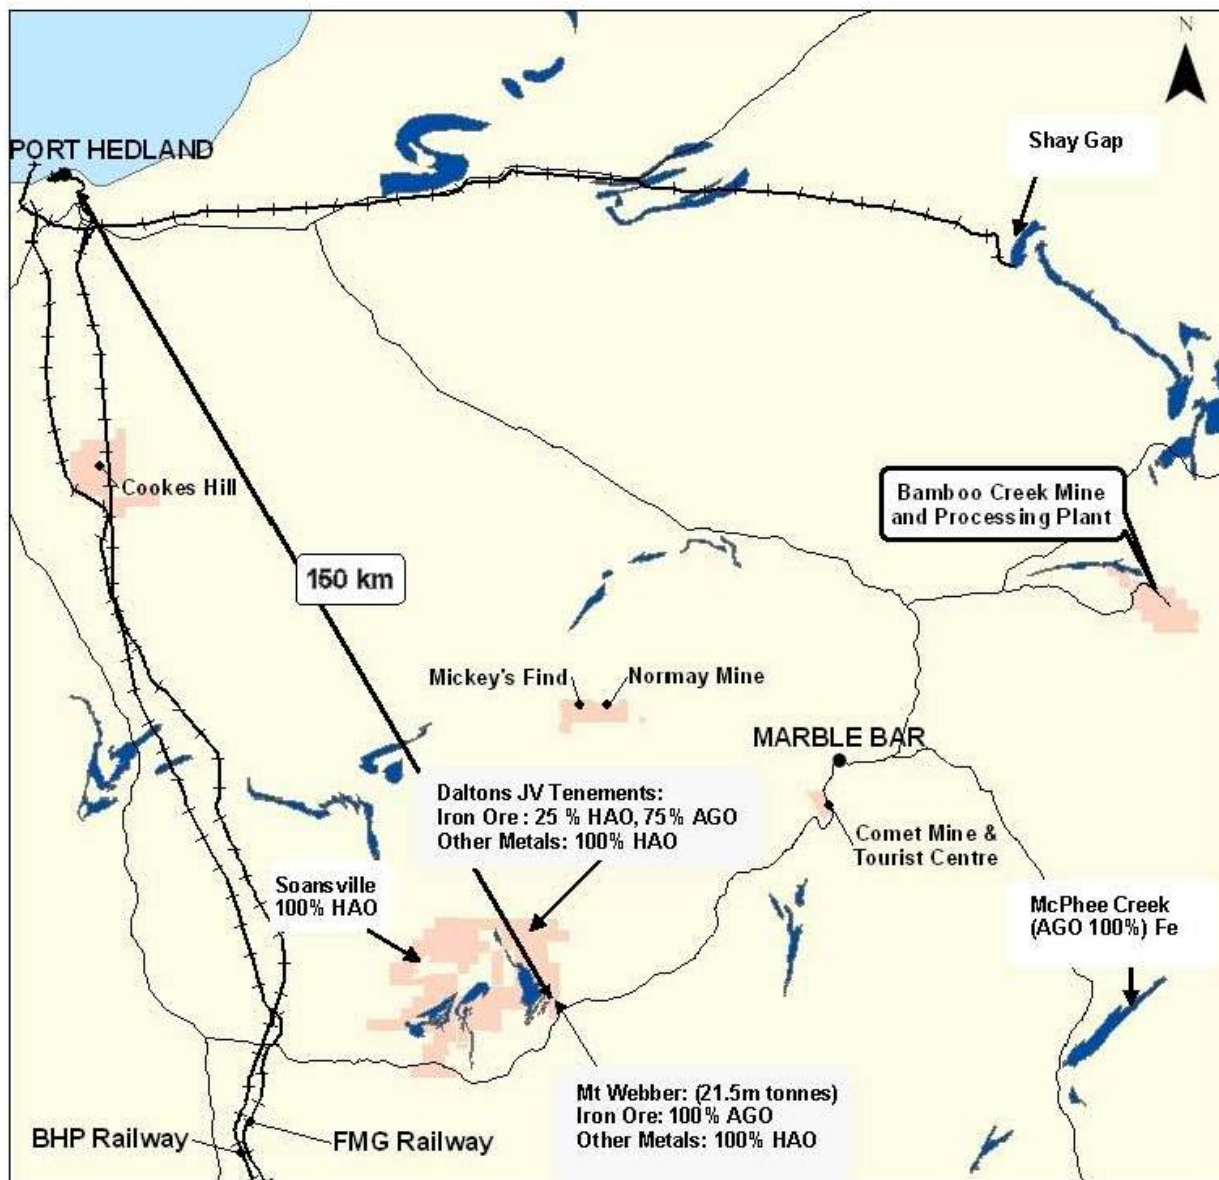 N
Shay Gap
PORT HEDLAND
Cookes Hill
Bamboo Creek Mine
and Processing Plant
150 km
Mickey's Find
Normay Mine
MARBLE BAR
Daltons JV Tenements:
Iron Ore : 25 % HAO, 75% AGO
Other Metals: 100% HAO
Comet Mine &
Tourist Centre
Soansville
100% HAO
McPhee Creek
(AGO 100%) Fe
Mt Webber: (21.5m tonnes)
Iron Ore: 100% AGO
Other Metals: 100% HAO
BHP Railway
FMG Railway